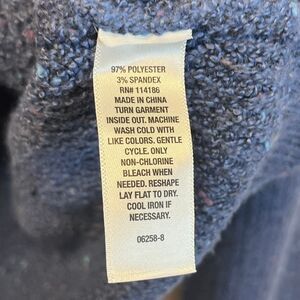 97% POLYESTER
3% SPANDEX
RN# 114186
MADE IN CHINA
TURN GARMENT
INSIDE OUT. MACHINE
WASH COLD WITH
LIKE COLORS. GENTLE
CYCLE. ONLY
NON-CHLORINE
BLEACH WHEN
NEEDED. RESHAPE
LAY FLAT TO DRY.
COOL IRON IF
NECESSARY.
06258-8